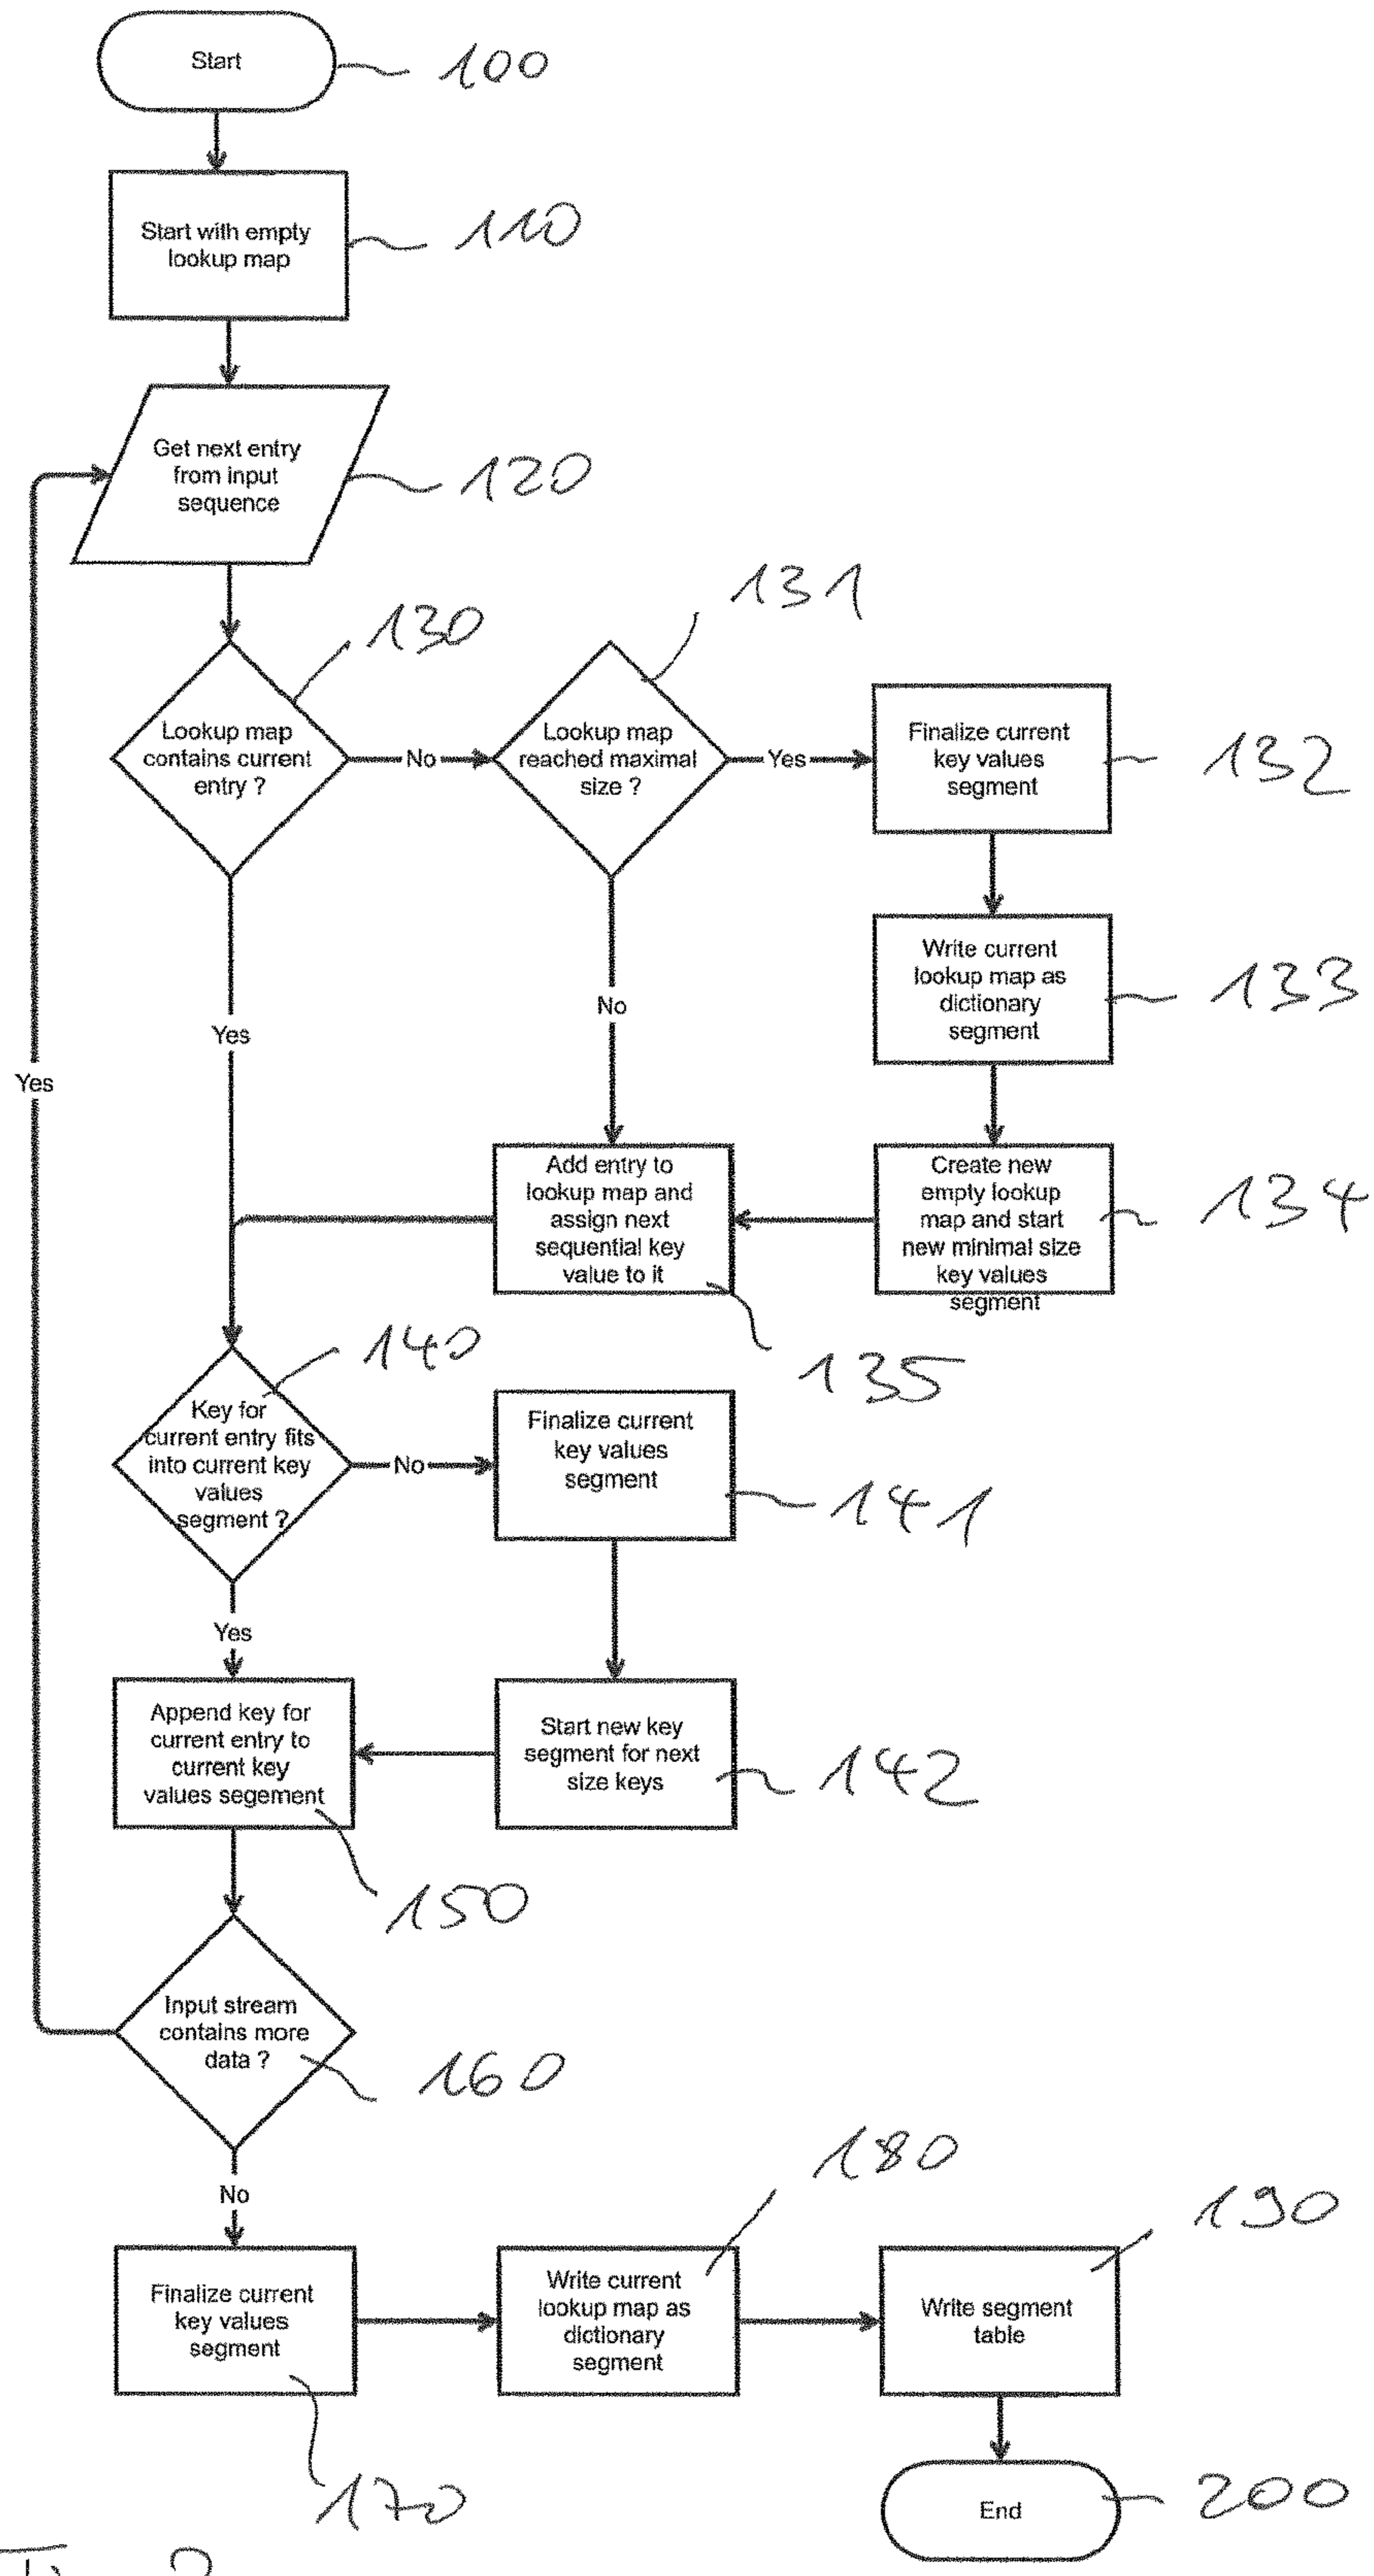 Start
100
Start with empty
lookup map
110
Get next entry
from input
sequence
120
130
131
Lookup map
contains current
entry ?
No
Lookup map
reached maximal
size ?
Yes
Finalize current
key values
segment
132
Write current
lookup map as
dictionary
segment
133
No
Yes
Yes
Add entry to
lookup map and
assign next
sequential key
value to it
135
Create new
empty lookup
map and start
new minimal size
key values
segment
134
140
Key for
current entry fits
into current key
values
segment ?
No
Finalize current
key values
segment
141
Yes
Append key for
current entry to
current key
values segement
150
Start new key
segment for next
size keys
142
Input stream
contains more
data ?
160
No
Finalize current
key values
segment
170
Write current
lookup map as
dictionary
segment
180
Write segment
table
190
End
200